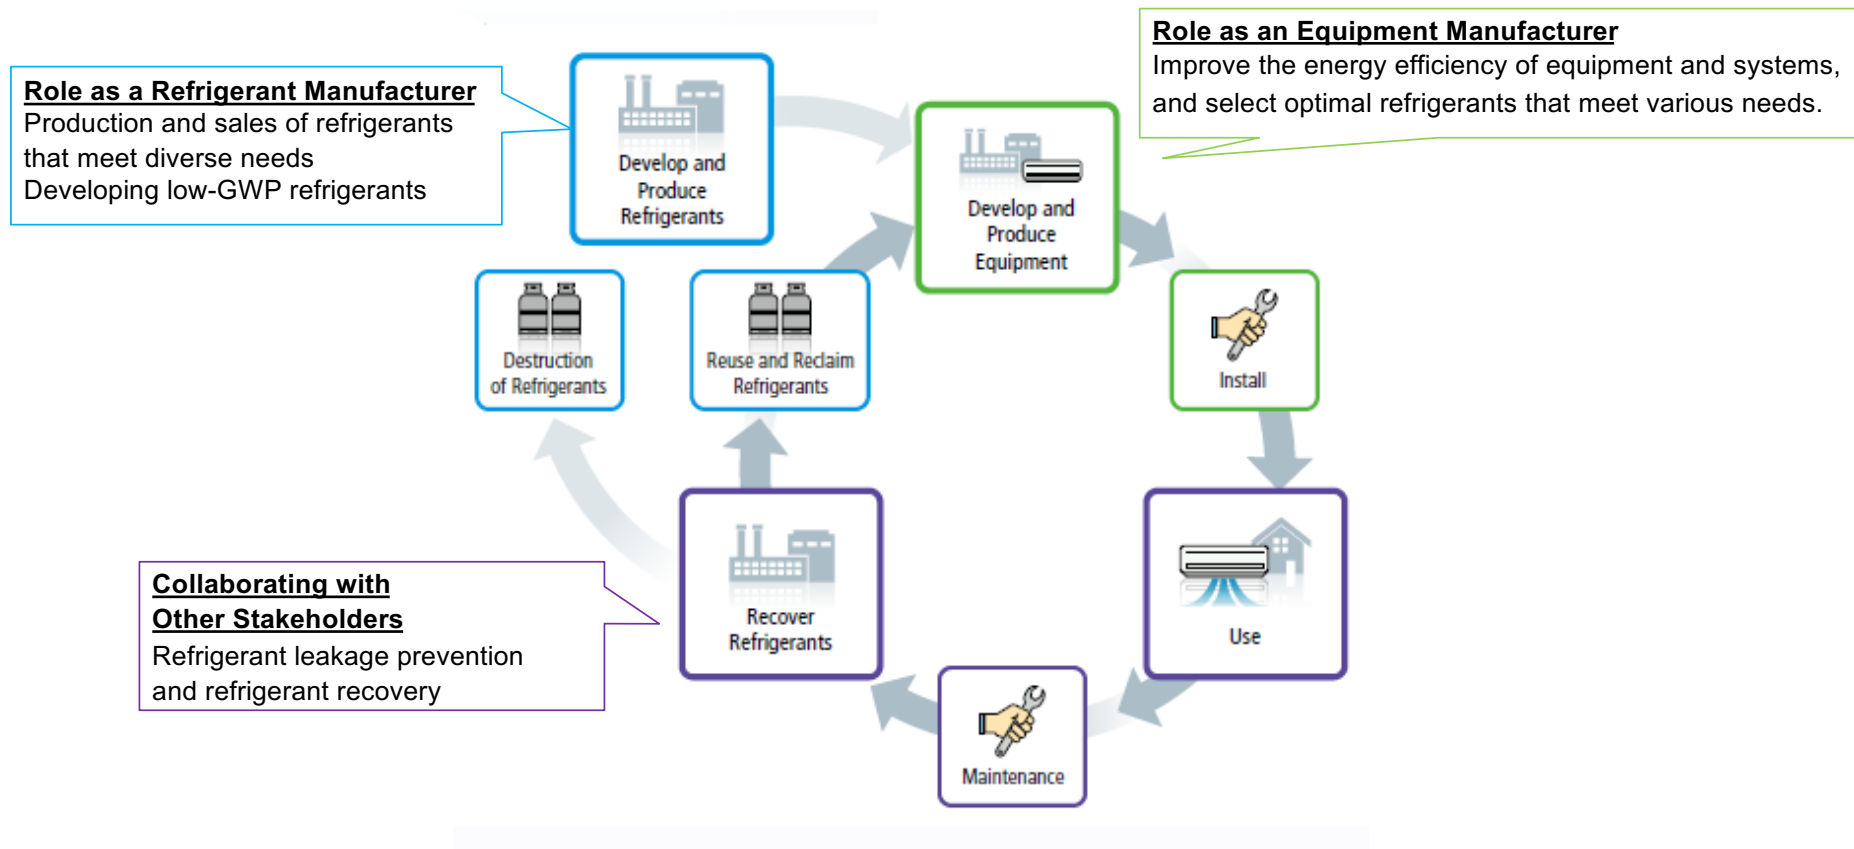 Role as a Refrigerant Manufacturer
Production and sales of refrigerants
that meet diverse needs
Developing low-GWP refrigerants
Role as an Equipment Manufacturer
Improve the energy efficiency of equipment and systems,
and select optimal refrigerants that meet various needs.
Develop and
Produce
Refrigerants
Develop and
Produce
Equipment
Destruction
of Refrigerants
Reuse and Reclaim
Refrigerants
Install
Collaborating with
Other Stakeholders
Refrigerant leakage prevention
and refrigerant recovery
Recover
Refrigerants
Use
Maintenance